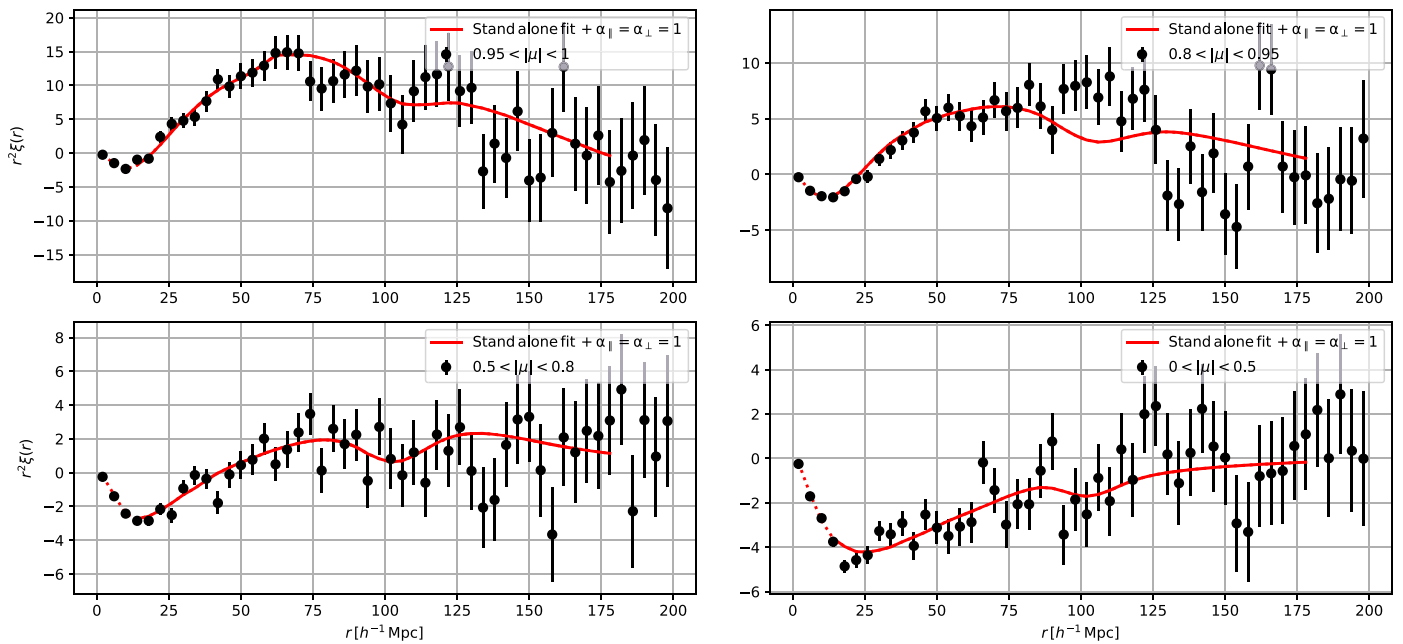 Stand alone fit + α∥ = α⊥ = 1
0.95 < |μ| < 1
r²ξ(r)
20
15
10
5
0
−5
−10
−15
0 25 50 75 100 125 150 175 200
Stand alone fit + α∥ = α⊥ = 1
0.8 < |μ| < 0.95
10
5
0
−5
0 25 50 75 100 125 150 175 200
Stand alone fit + α∥ = α⊥ = 1
0.5 < |μ| < 0.8
r²ξ(r)
8
6
4
2
0
−2
−4
−6
0 25 50 75 100 125 150 175 200
r [h⁻¹ Mpc]
Stand alone fit + α∥ = α⊥ = 1
0 < |μ| < 0.5
6
4
2
0
−2
−4
−6
0 25 50 75 100 125 150 175 200
r [h⁻¹ Mpc]